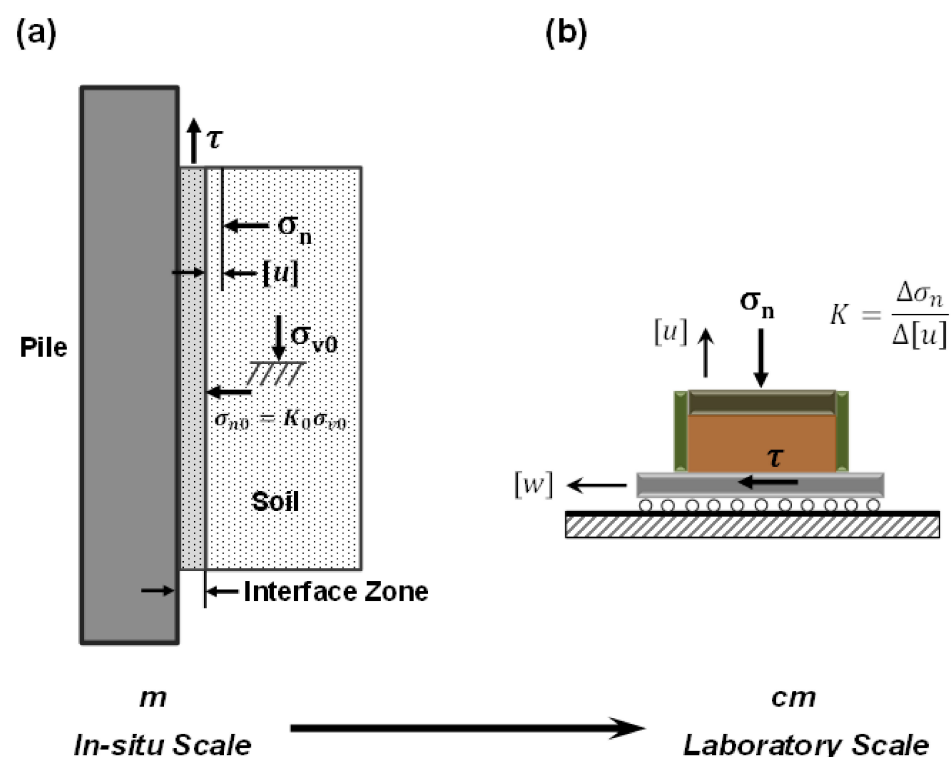 (a)
(b)
τ
σn
[u]
σv0
Pile
σn0 = K0σv0
Soil
Interface Zone
σn
[u]
K = Δσn / Δ[u]
τ
[w]
m
cm
In-situ Scale
Laboratory Scale